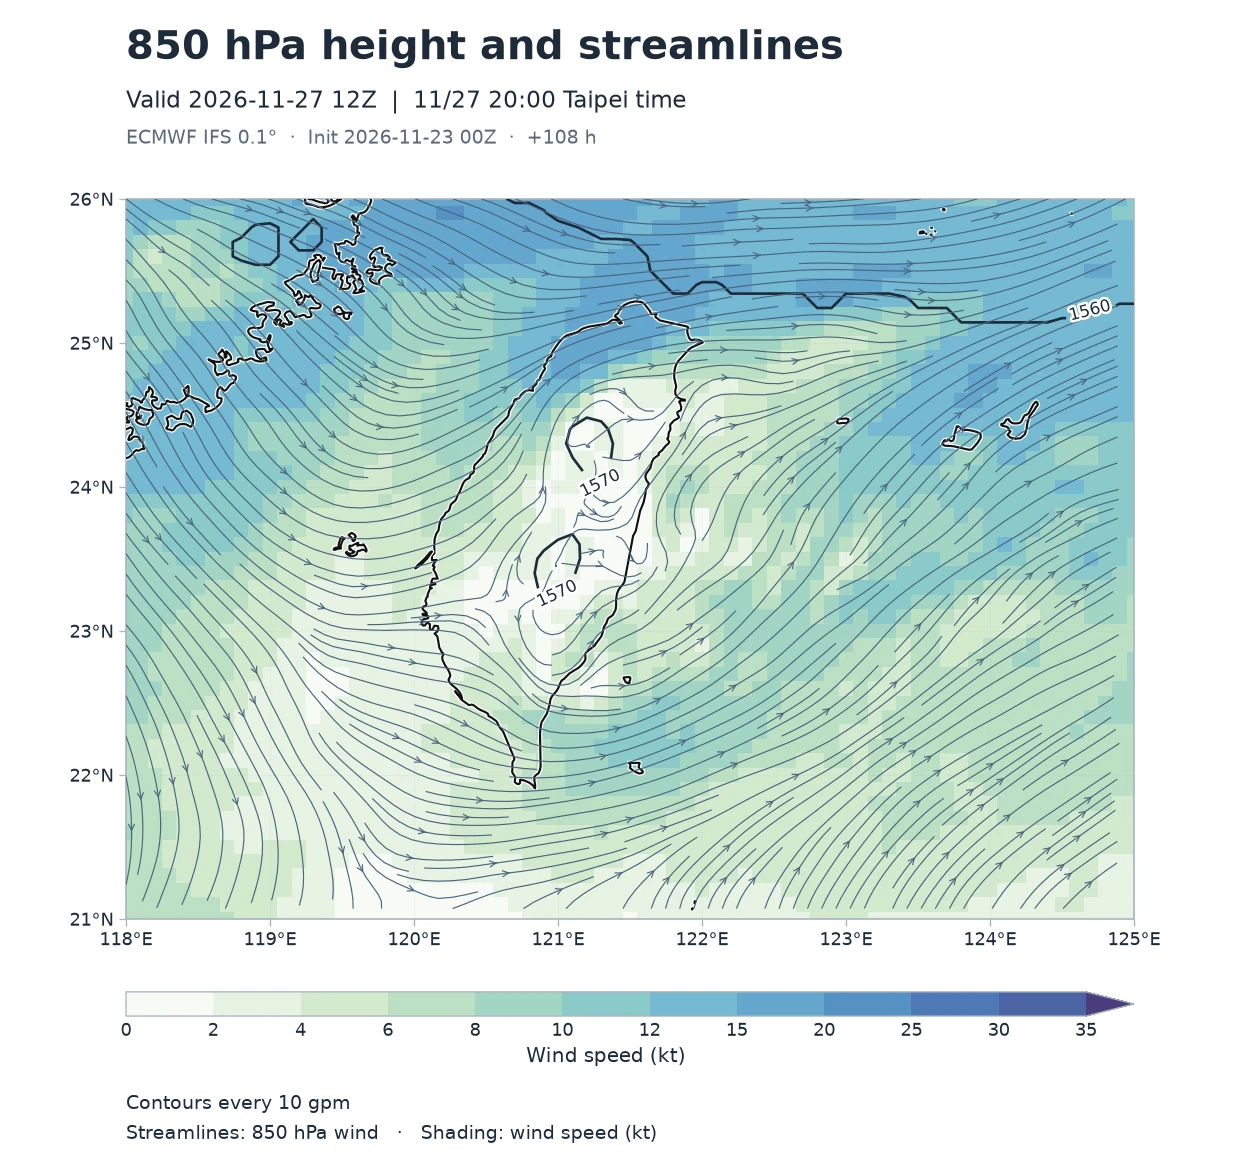 850 hPa height and streamlines
Valid 2026-11-27 12Z | 11/27 20:00 Taipei time
ECMWF IFS 0.1° · Init 2026-11-23 00Z · +108 h
26°N
25°N
24°N
23°N
22°N
21°N
1560
1570
1570
118°E 119°E 120°E 121°E 122°E 123°E 124°E 125°E
0 2 4 6 8 10 12 15 20 25 30 35
Wind speed (kt)
Contours every 10 gpm
Streamlines: 850 hPa wind · Shading: wind speed (kt)